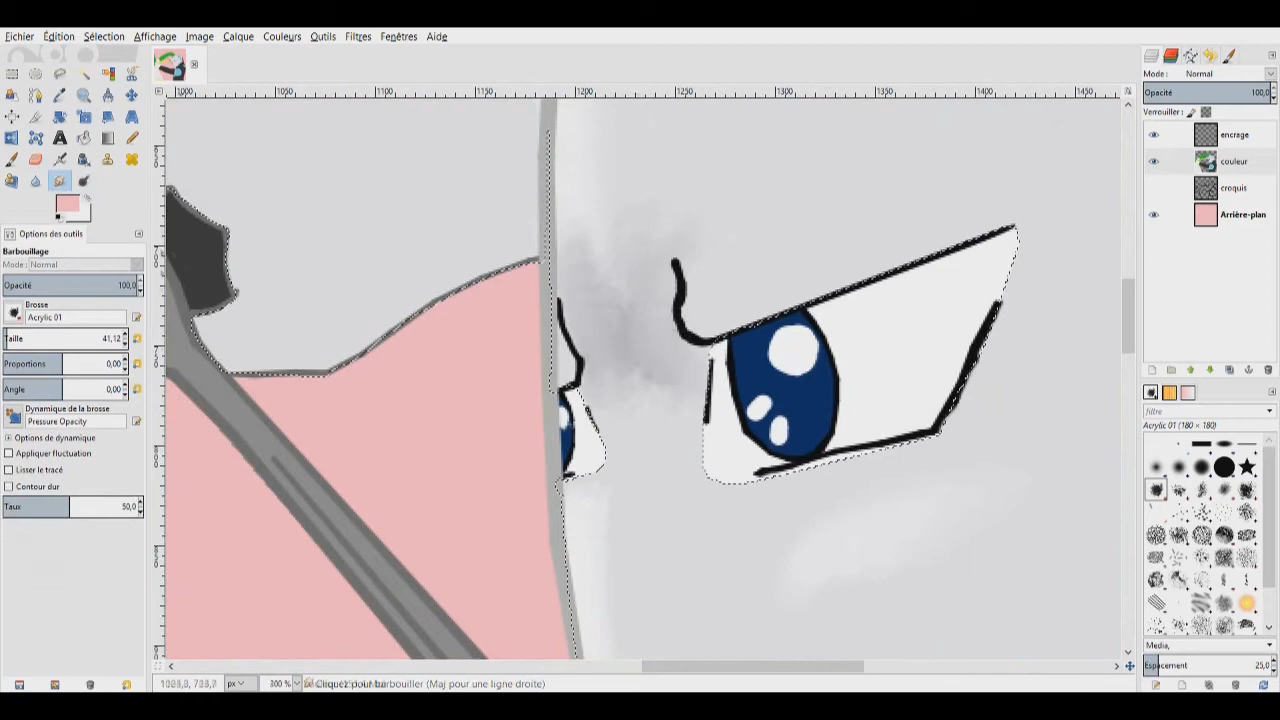 Fichier Édition Sélection Affichage Image Calque Couleurs Outils Filtres Fenêtres Aide
1000 1050 1100 1150 1200 1250 1300 1350 1400 1450
Mode : Normal
Opacité 100,0
Verrouiller :
encrage
couleur
croquis
Arrière-plan
Options des outils
Barbouillage
Mode : Normal
Opacité 100,0
Brosse
Acrylic 01
Taille 41,12
Proportions 0,00
Angle 0,00
Dynamique de la brosse
Pressure Opacity
Options de dynamique
Appliquer fluctuation
Lisser le tracé
Contour dur
Taux 50,0
filtre
Acrylic 01 (180 × 180)
Media,
Espacement 25,0
px 300 % Cliquez pour barbouiller (Maj pour une ligne droite)